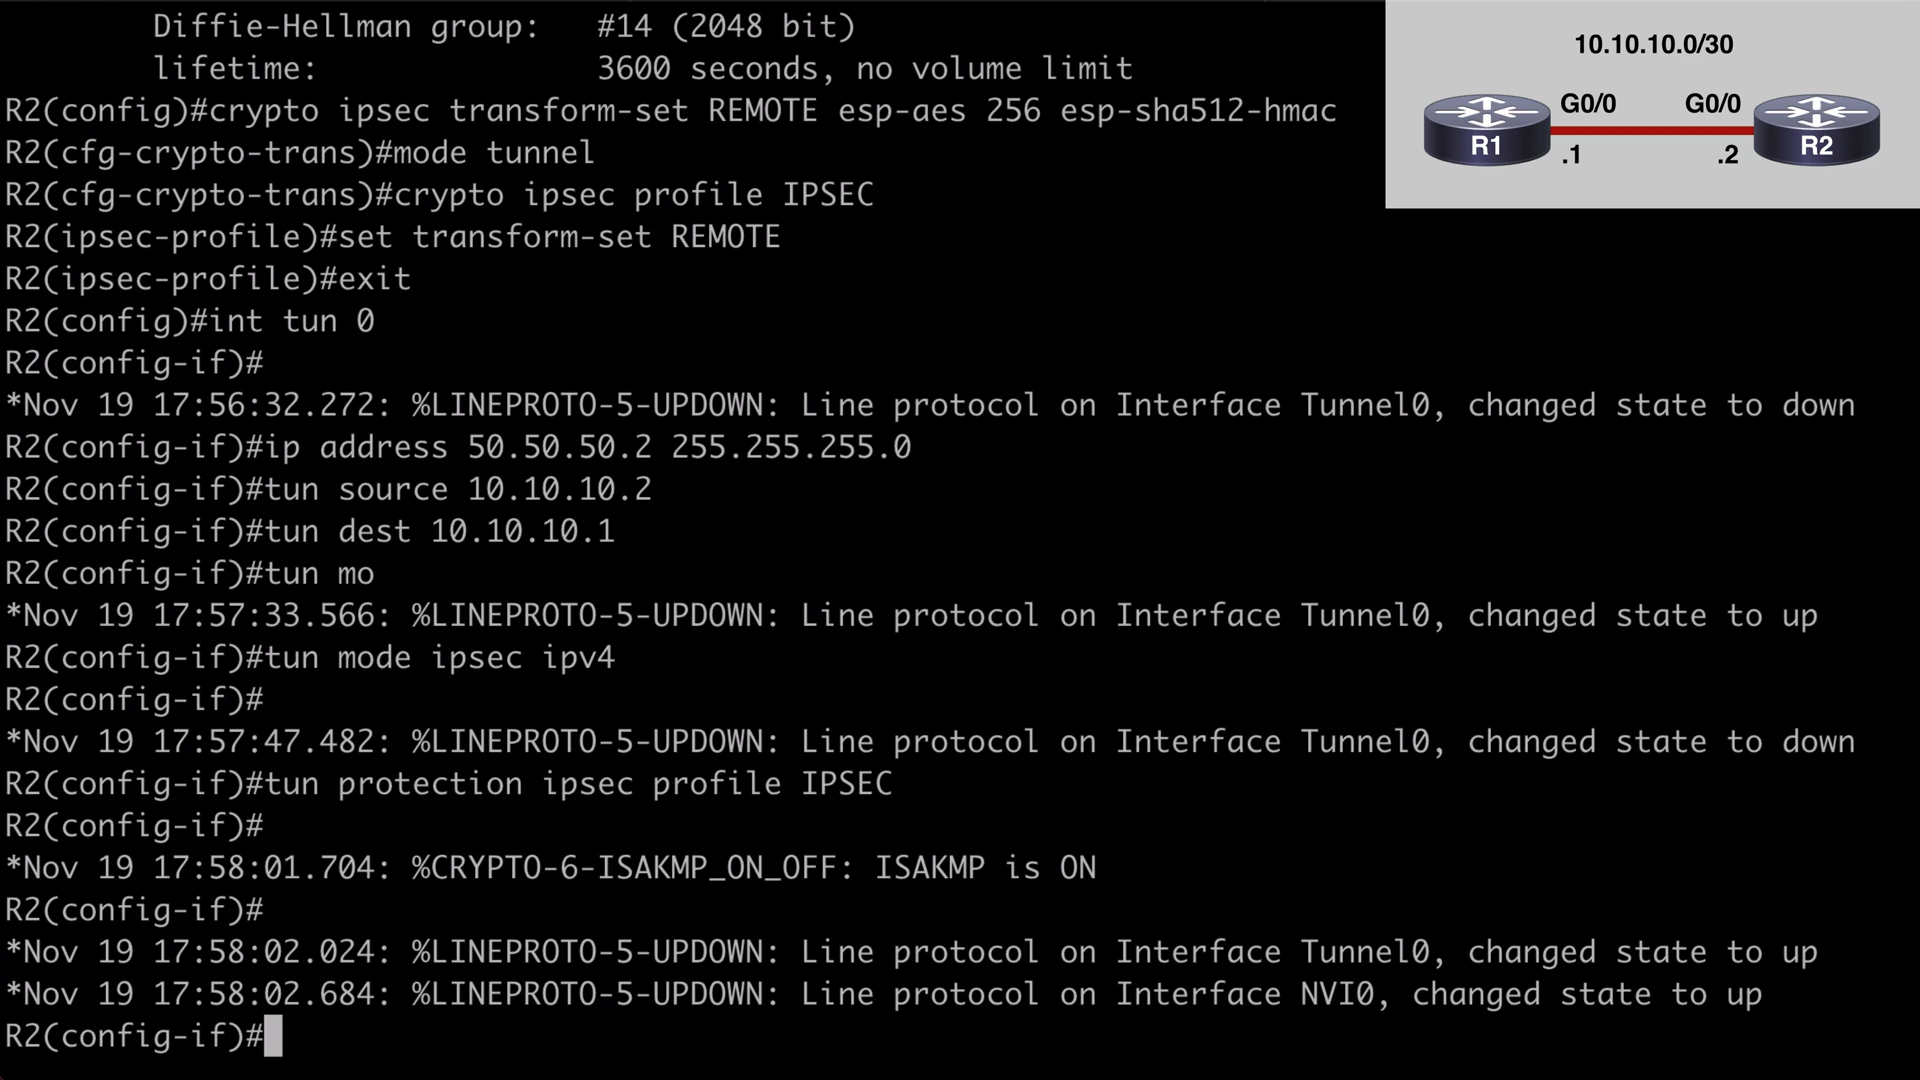 Diffie-Hellman group:   #14 (2048 bit)
lifetime:               3600 seconds, no volume limit
R2(config)#crypto ipsec transform-set REMOTE esp-aes 256 esp-sha512-hmac
R2(cfg-crypto-trans)#mode tunnel
R2(cfg-crypto-trans)#crypto ipsec profile IPSEC
R2(ipsec-profile)#set transform-set REMOTE
R2(ipsec-profile)#exit
R2(config)#int tun 0
R2(config-if)#
*Nov 19 17:56:32.272: %LINEPROTO-5-UPDOWN: Line protocol on Interface Tunnel0, changed state to down
R2(config-if)#ip address 50.50.50.2 255.255.255.0
R2(config-if)#tun source 10.10.10.2
R2(config-if)#tun dest 10.10.10.1
R2(config-if)#tun mo
*Nov 19 17:57:33.566: %LINEPROTO-5-UPDOWN: Line protocol on Interface Tunnel0, changed state to up
R2(config-if)#tun mode ipsec ipv4
R2(config-if)#
*Nov 19 17:57:47.482: %LINEPROTO-5-UPDOWN: Line protocol on Interface Tunnel0, changed state to down
R2(config-if)#tun protection ipsec profile IPSEC
R2(config-if)#
*Nov 19 17:58:01.704: %CRYPTO-6-ISAKMP_ON_OFF: ISAKMP is ON
R2(config-if)#
*Nov 19 17:58:02.024: %LINEPROTO-5-UPDOWN: Line protocol on Interface Tunnel0, changed state to up
*Nov 19 17:58:02.684: %LINEPROTO-5-UPDOWN: Line protocol on Interface NVI0, changed state to up
R2(config-if)#
10.10.10.0/30
G0/0 G0/0
R1 R2
.1 .2